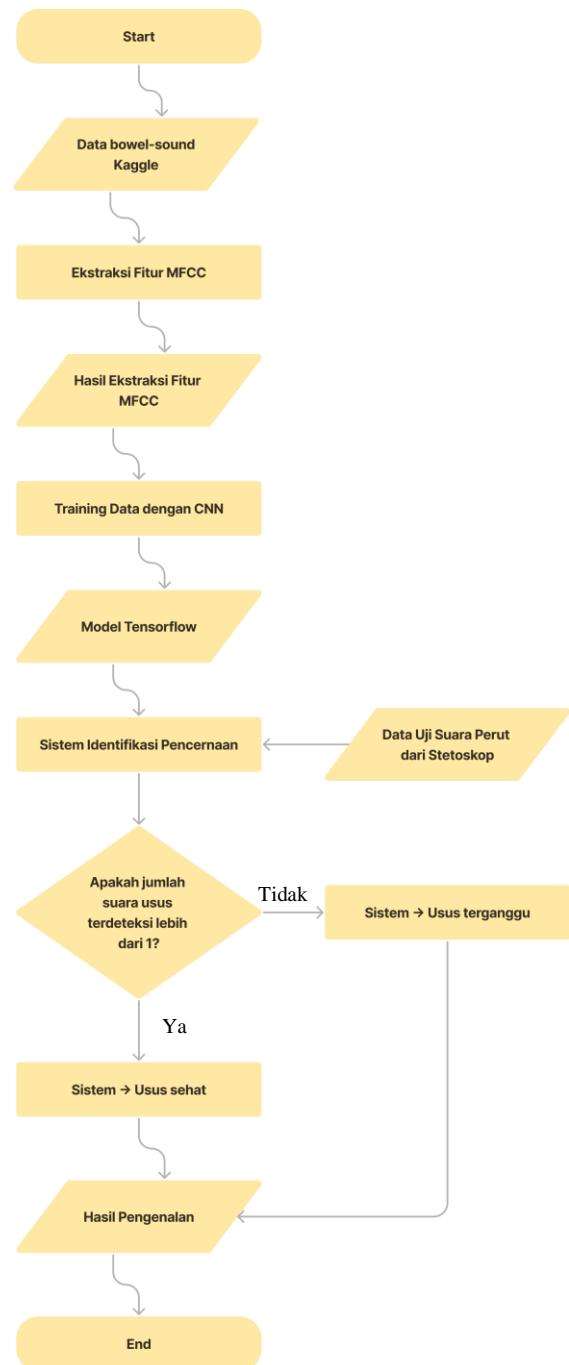 Start
Data bowel-sound
Kaggle
Ekstraksi Fitur MFCC
Hasil Ekstraksi Fitur
MFCC
Training Data dengan CNN
Model Tensorflow
Sistem Identifikasi Pencernaan
Data Uji Suara Perut
dari Stetoskop
Apakah jumlah
suara usus
terdeteksi lebih
dari 1?
Tidak
Sistem → Usus terganggu
Ya
Sistem → Usus sehat
Hasil Pengenalan
End